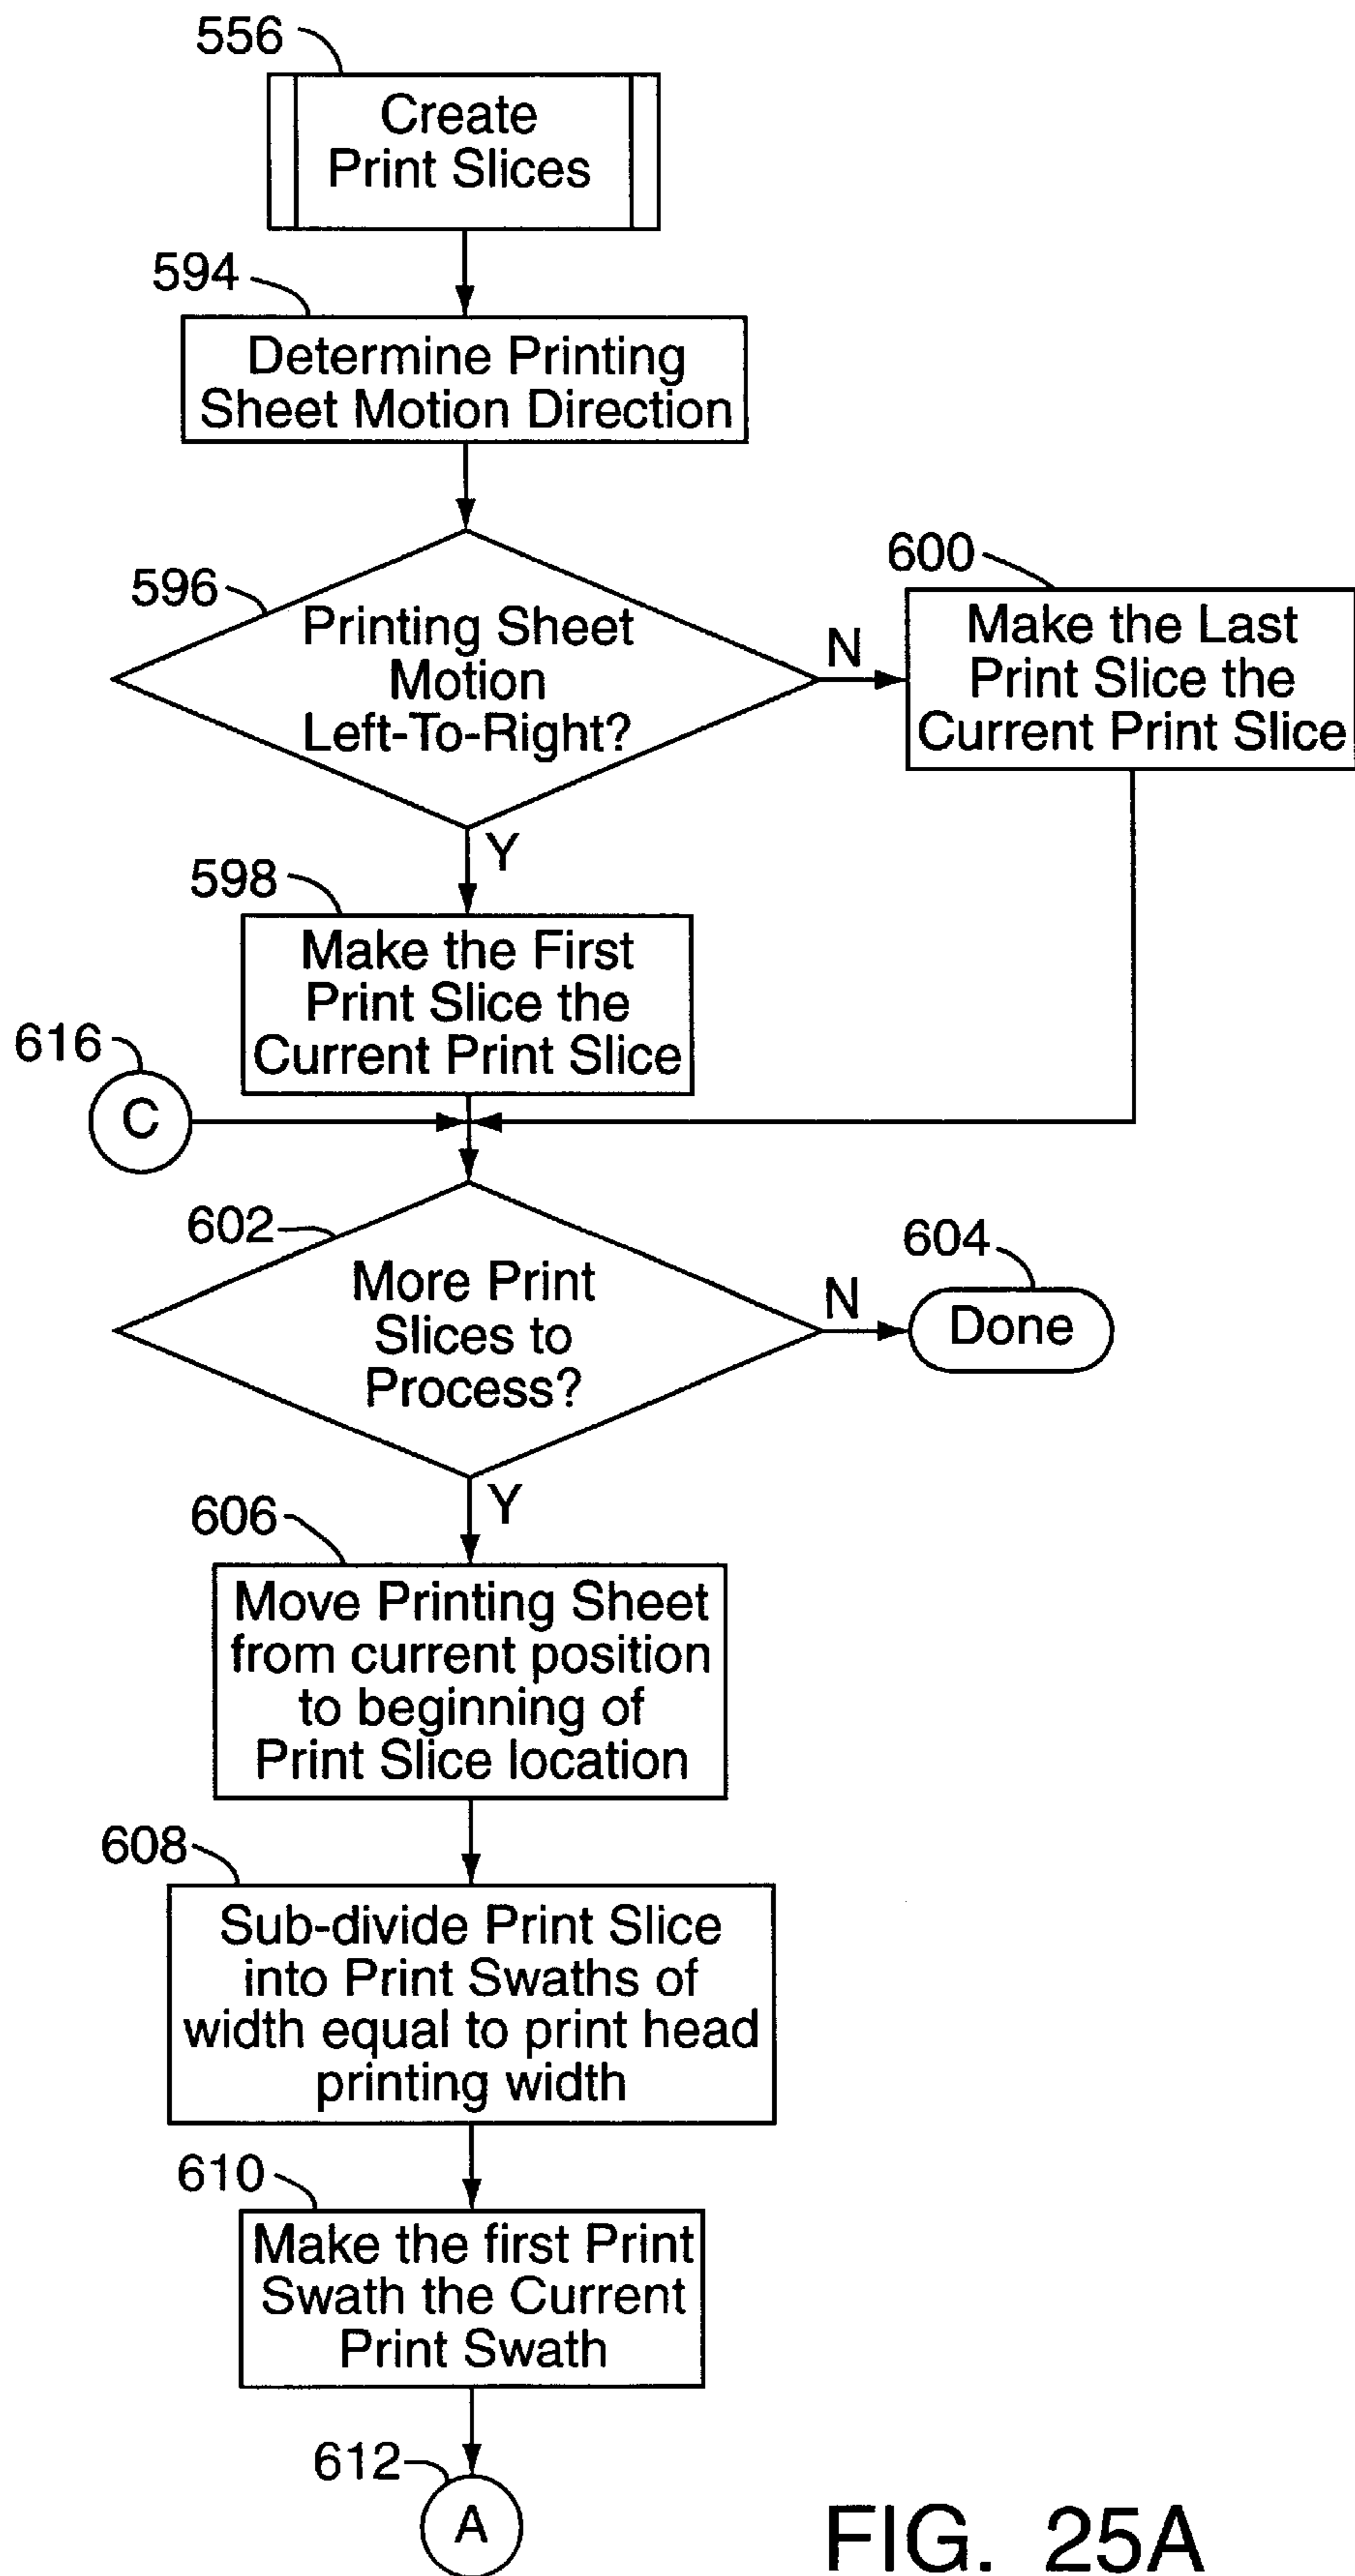 556
Create
Print Slices
594
Determine Printing
Sheet Motion Direction
596
Printing Sheet
Motion
Left-To-Right?
N
600
Make the Last
Print Slice the
Current Print Slice
Y
598
Make the First
Print Slice the
Current Print Slice
616
C
602
More Print
Slices to
Process?
N
604
Done
Y
606
Move Printing Sheet
from current position
to beginning of
Print Slice location
608
Sub-divide Print Slice
into Print Swaths of
width equal to print head
printing width
610
Make the first Print
Swath the Current
Print Swath
612
A
FIG. 25A